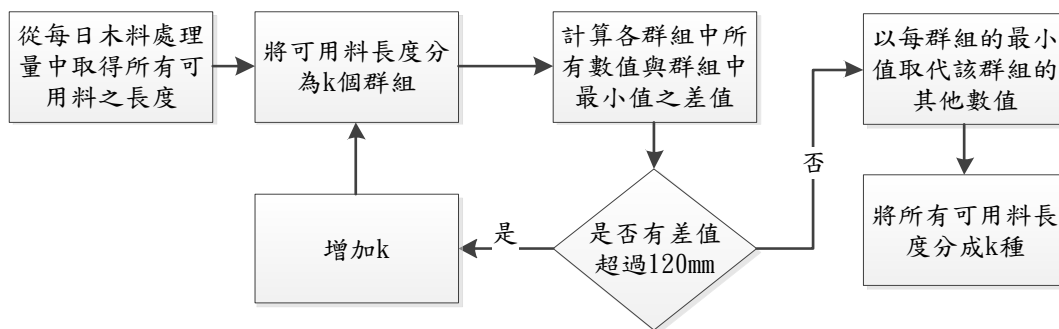 從每日木料處理
量中取得所有可
用料之長度
將可用料長度分
為k個群組
計算各群組中所
有數值與群組中
最小值之差值
是否有差值
超過120mm
是
增加k
否
以每群組的最小
值取代該群組的
其他數值
將所有可用料長
度分成k種